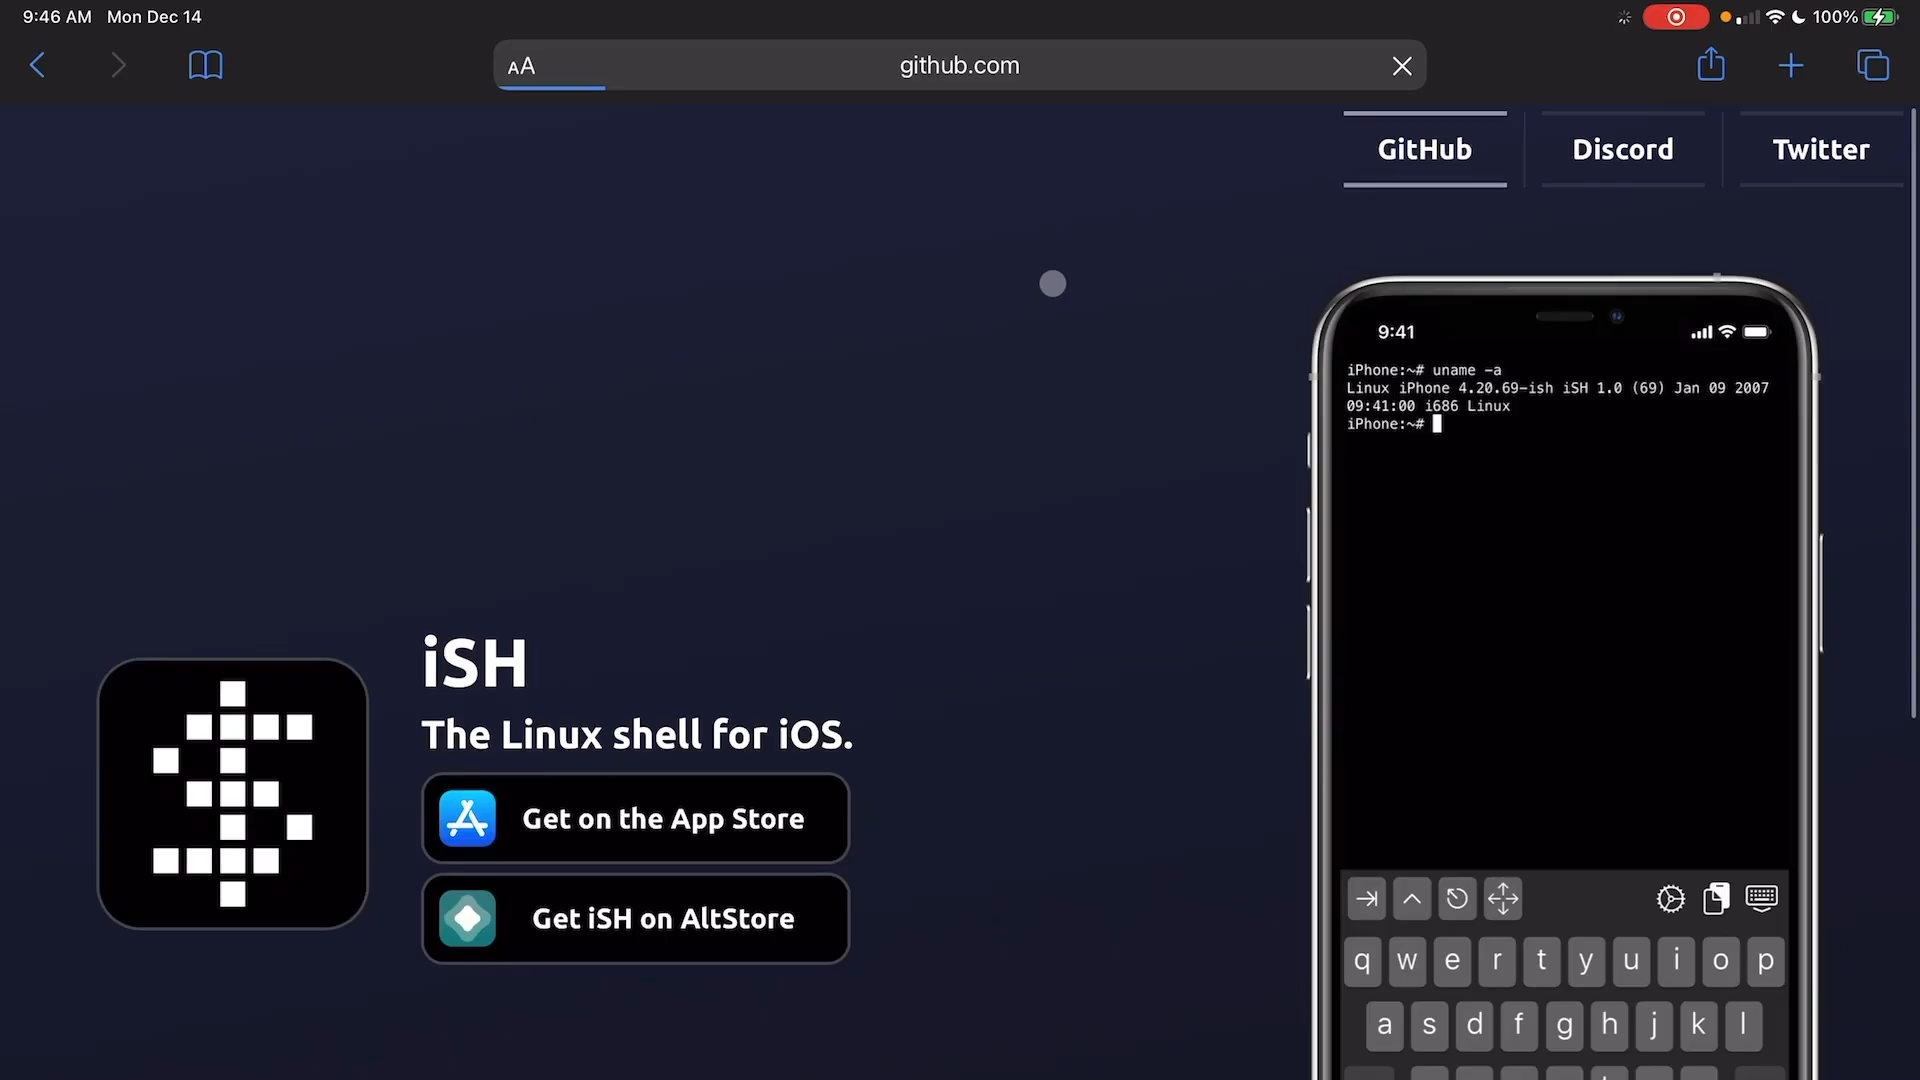 9:46 AM Mon Dec 14
100%
AA
github.com
GitHub
Discord
Twitter
9:41
iPhone:~# uname -a
Linux iPhone 4.20.69-ish iSH 1.0 (69) Jan 09 2007
09:41:00 i686 Linux
iPhone:~#
iSH
The Linux shell for iOS.
Get on the App Store
Get iSH on AltStore
q w e r t y u i o p
a s d f g h j k l